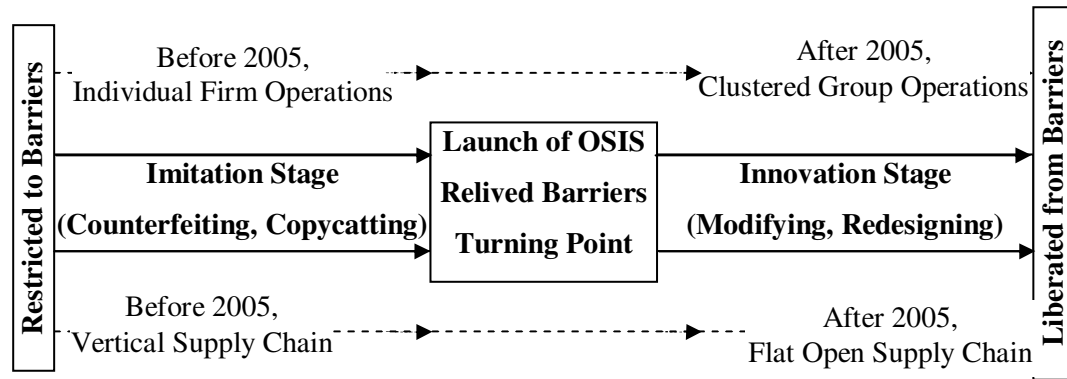 Restricted to Barriers
Before 2005,
Individual Firm Operations
After 2005,
Clustered Group Operations
Imitation Stage
(Counterfeiting, Copycatting)
Launch of OSIS
Relived Barriers
Turning Point
Innovation Stage
(Modifying, Redesigning)
Before 2005,
Vertical Supply Chain
After 2005,
Flat Open Supply Chain
Liberated from Barriers